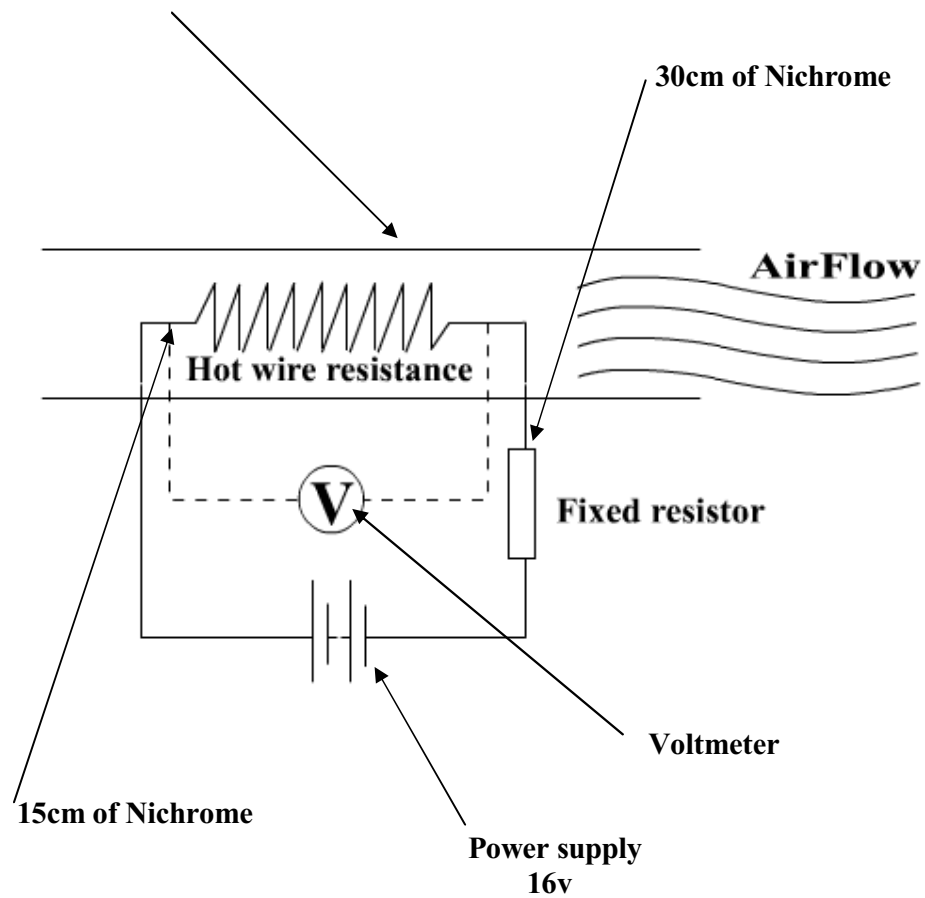 30cm of Nichrome
AirFlow
Hot wire resistance
V
Fixed resistor
Voltmeter
15cm of Nichrome
Power supply
16v